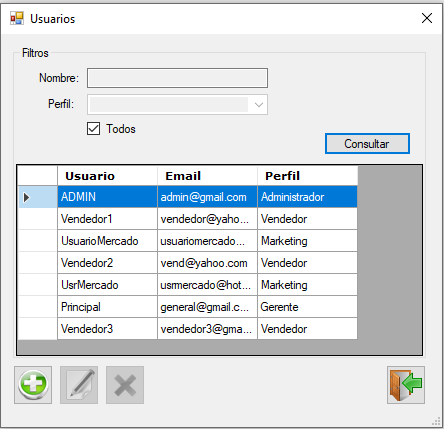 Usuarios
Filtros
Nombre:
Perfil:
Todos
Consultar
Usuario Email Perfil
ADMIN admin@gmail.com Administrador
Vendedor1 vendedor@yaho... Vendedor
UsuarioMercado usuariomercado... Marketing
Vendedor2 vend@yahoo.com Vendedor
UsrMercado usmercado@hot... Marketing
Principal general@gmail.c... Gerente
Vendedor3 vendedor3@gma... Vendedor